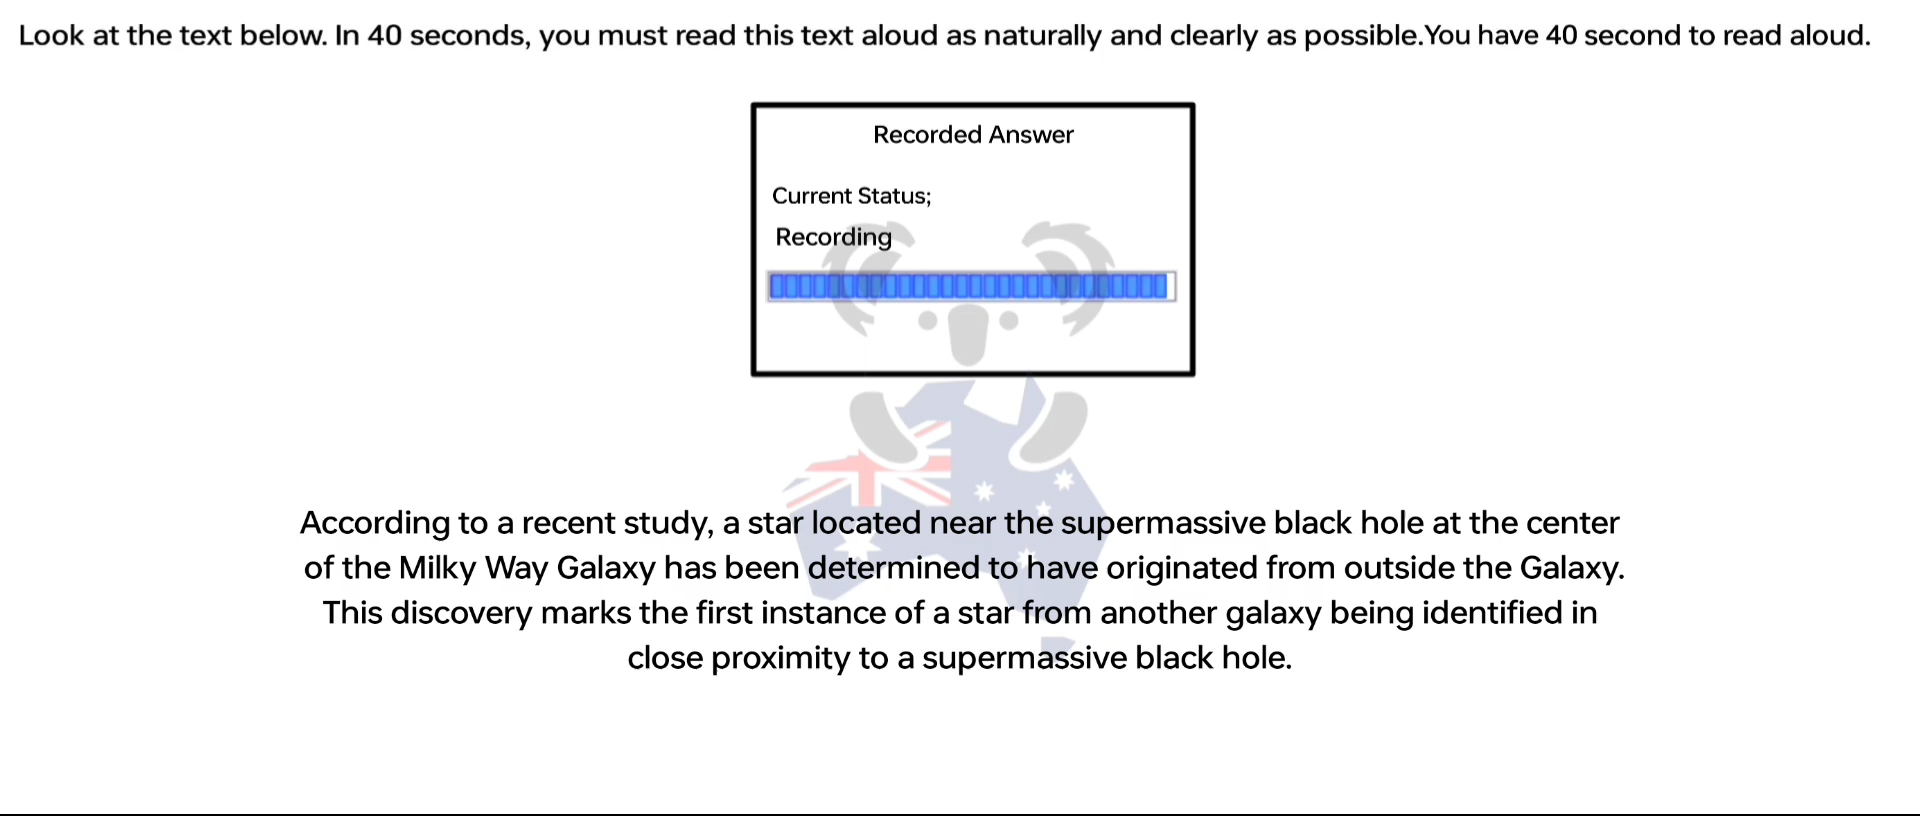 Look at the text below. In 40 seconds, you must read this text aloud as naturally and clearly as possible.You have 40 second to read aloud.
Recorded Answer
Current Status;
Recording
According to a recent study, a star located near the supermassive black hole at the center
of the Milky Way Galaxy has been determined to have originated from outside the Galaxy.
This discovery marks the first instance of a star from another galaxy being identified in
close proximity to a supermassive black hole.